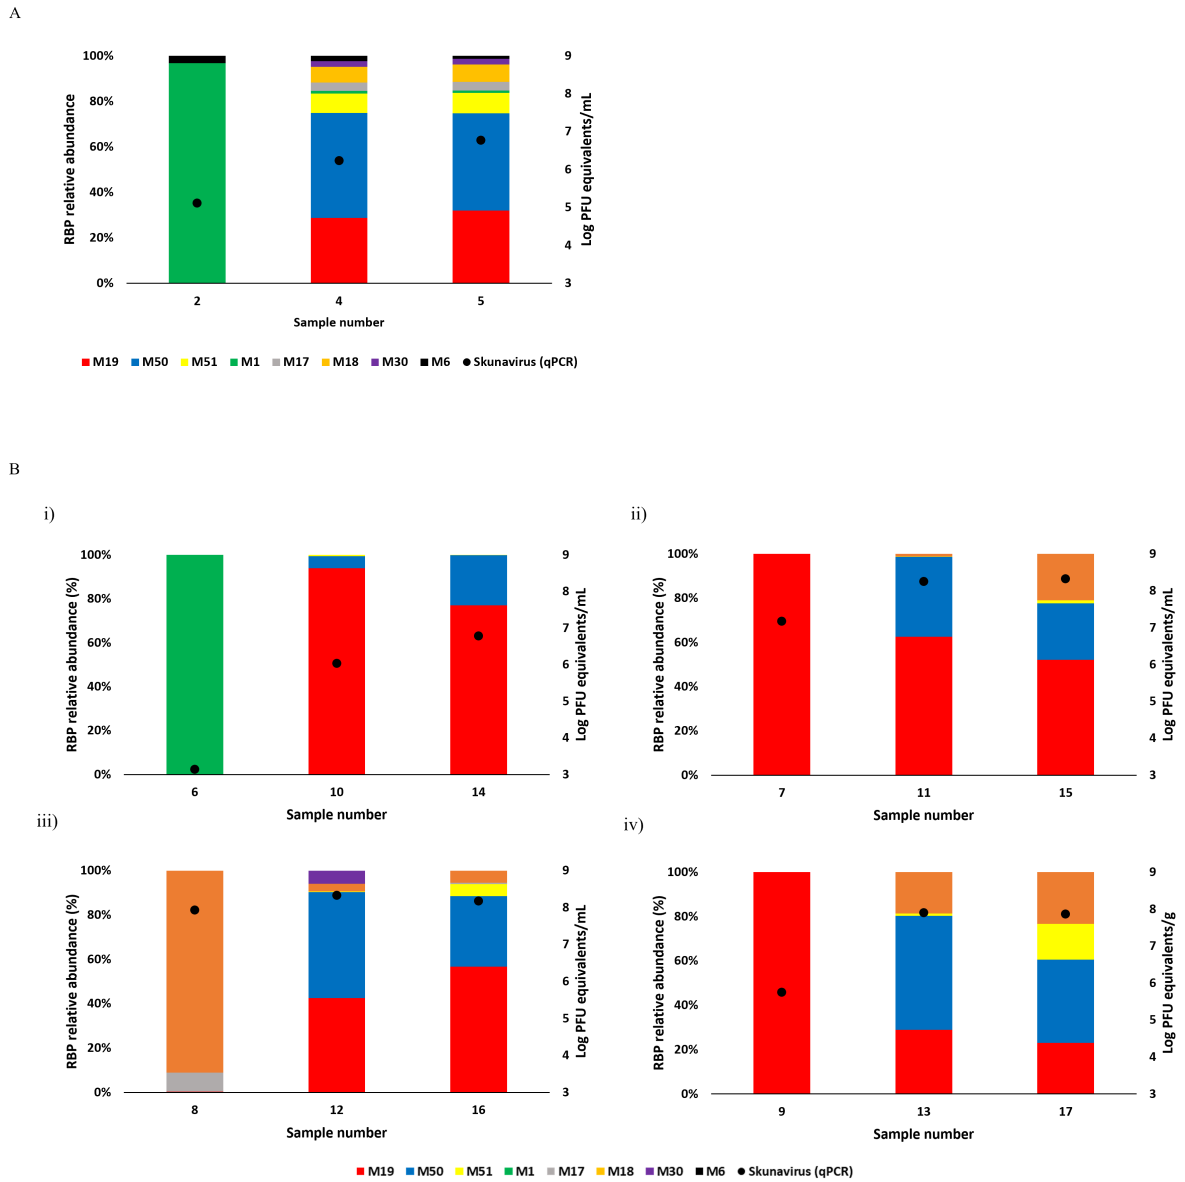 A
100%
80%
60%
40%
20%
0%
RBP relative abundance
9
8
7
6
5
4
3
Log PFU equivalents/mL
2 4 5
Sample number
M19 M50 M51 M1 M17 M18 M30 M6 Skunavirus (qPCR)
B
i)
100%
80%
60%
40%
20%
0%
RBP relative abundance (%)
9
8
7
6
5
4
3
Log PFU equivalents/mL
6 10 14
Sample number
ii)
100%
80%
60%
40%
20%
0%
RBP relative abundance (%)
9
8
7
6
5
4
3
Log PFU equivalents/mL
7 11 15
Sample number
iii)
100%
80%
60%
40%
20%
0%
RBP relative abundance (%)
9
8
7
6
5
4
3
Log PFU equivalents/mL
8 12 16
Sample number
iv)
100%
80%
60%
40%
20%
0%
RBP relative abundance (%)
9
8
7
6
5
4
3
Log PFU equivalents/g
9 13 17
Sample number
M19 M50 M51 M1 M17 M18 M30 M6 Skunavirus (qPCR)